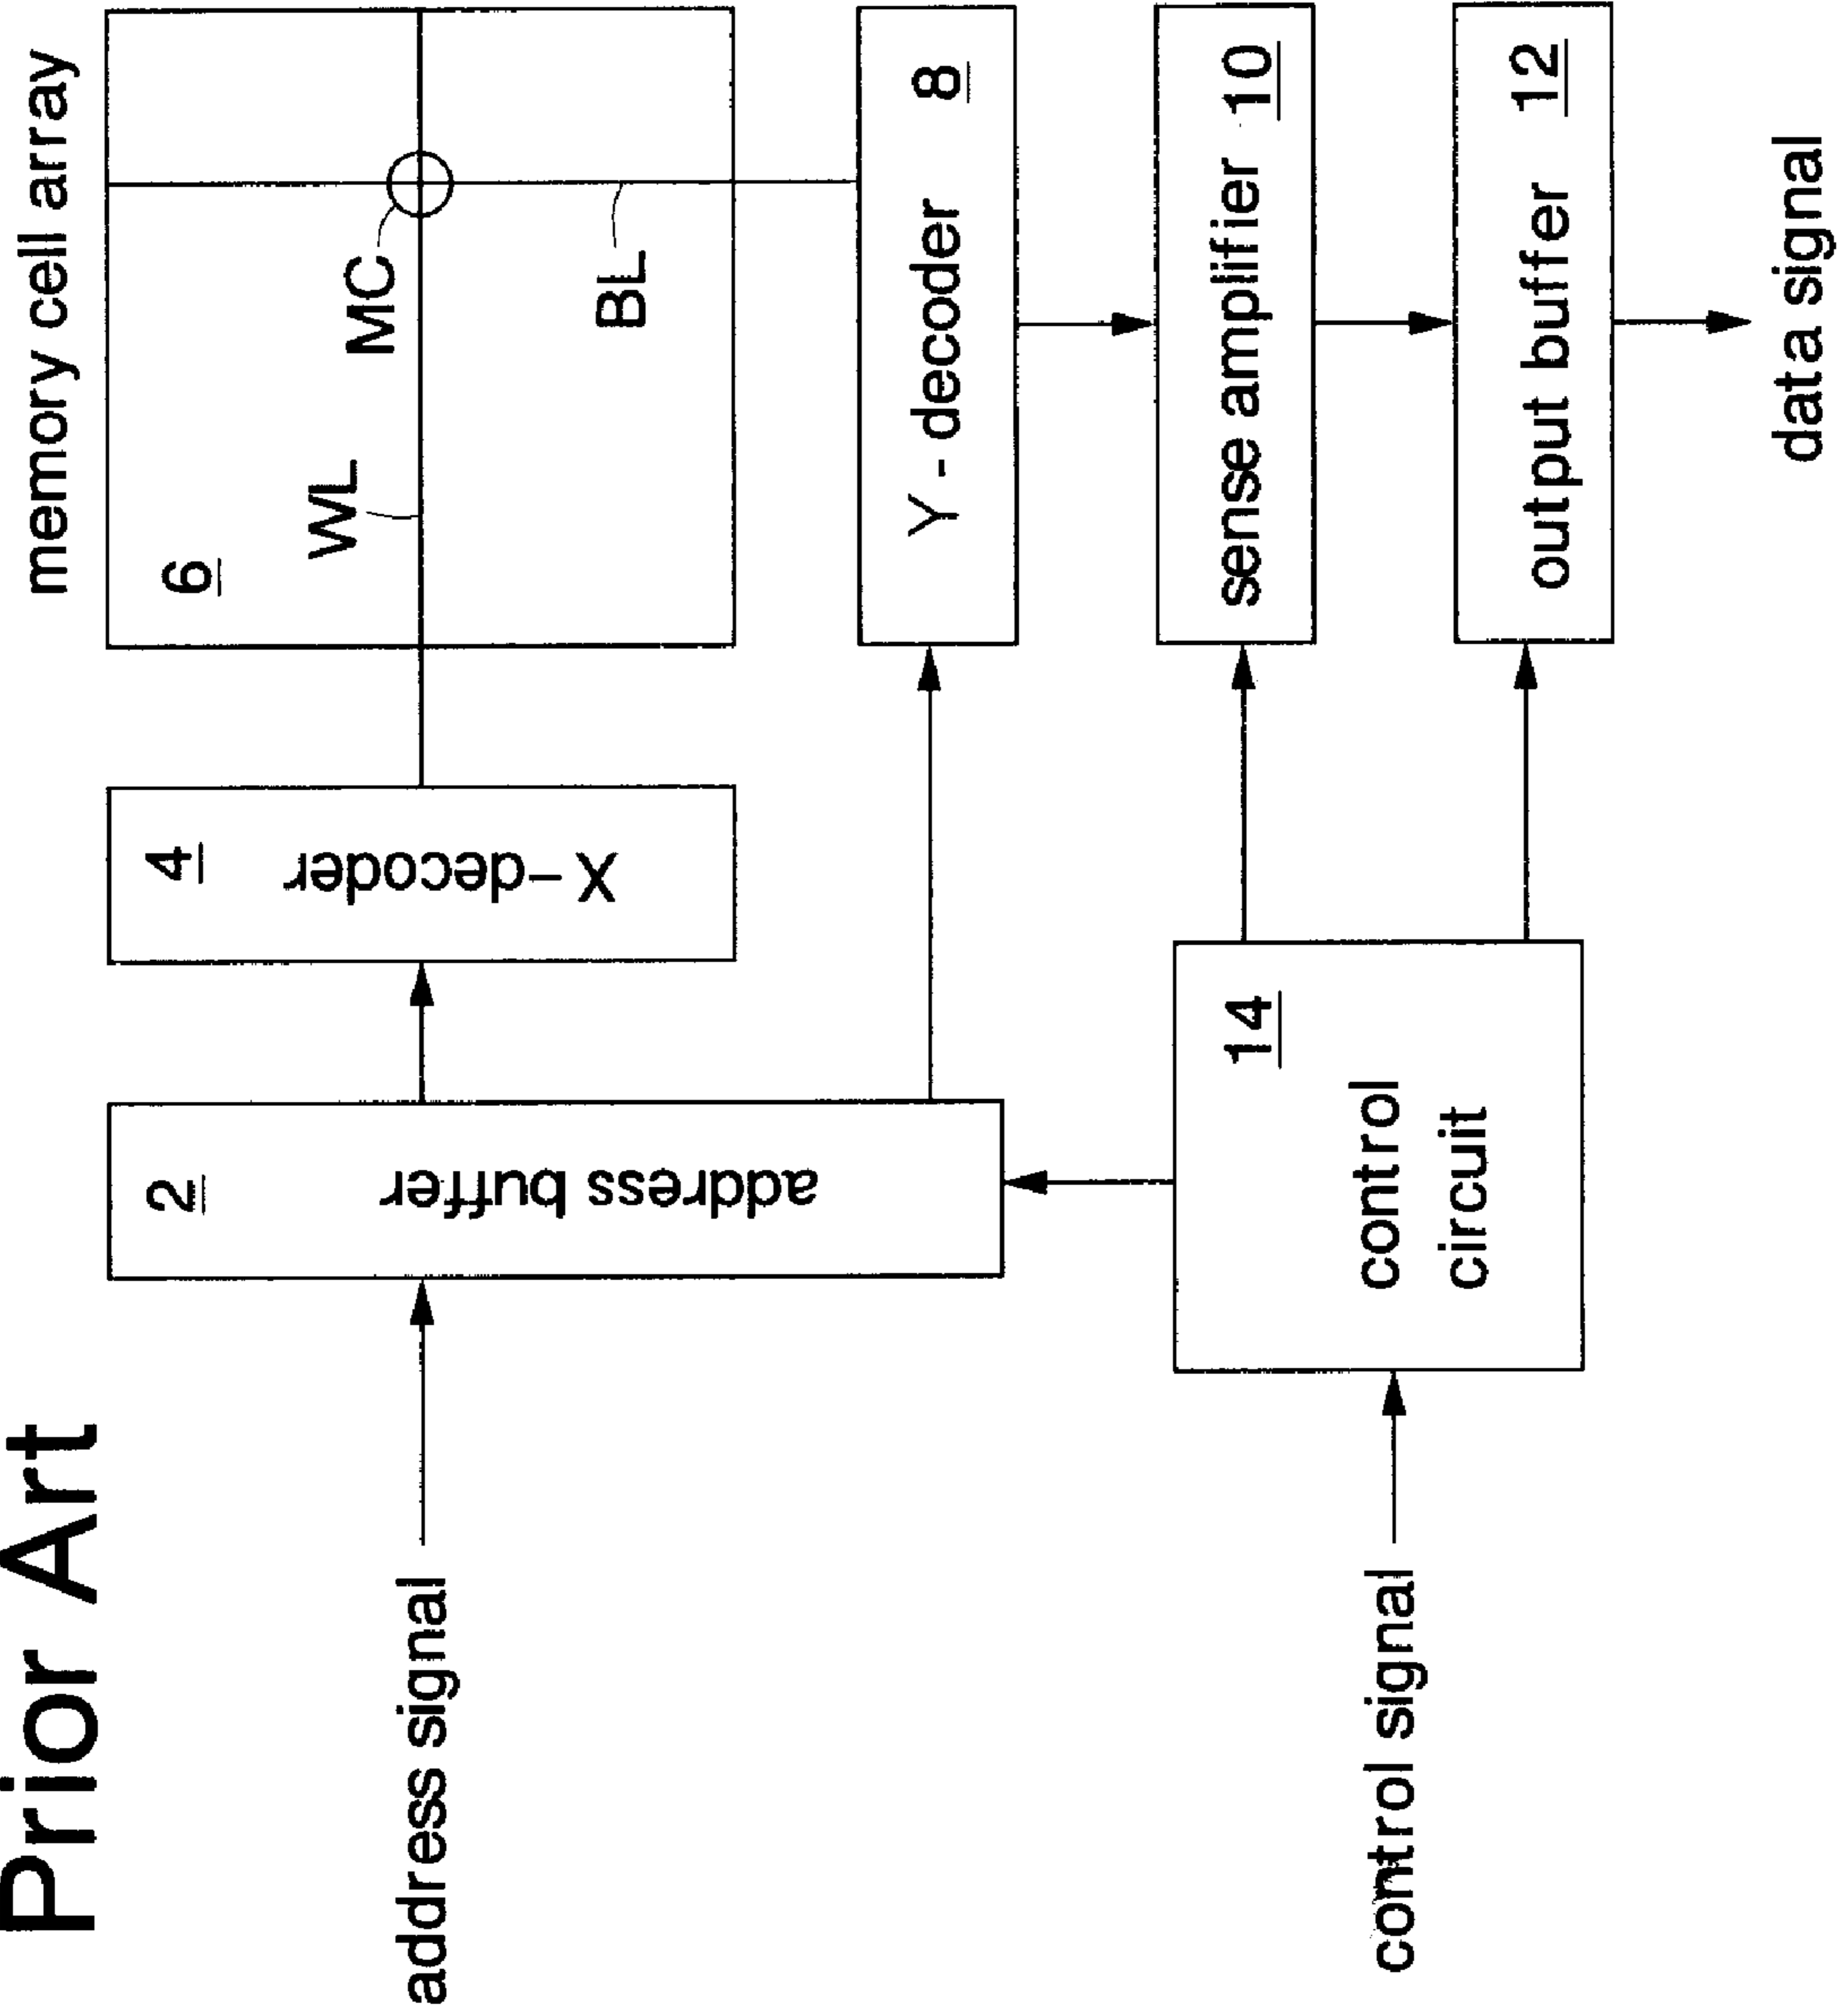 Prior Art
memory cell array
6
WL
MC
BL
4
X-decoder
2
address buffer
address signal
Y - decoder 8
sense amplifier 10
output buffer 12
14
control
circuit
control signal
data signal